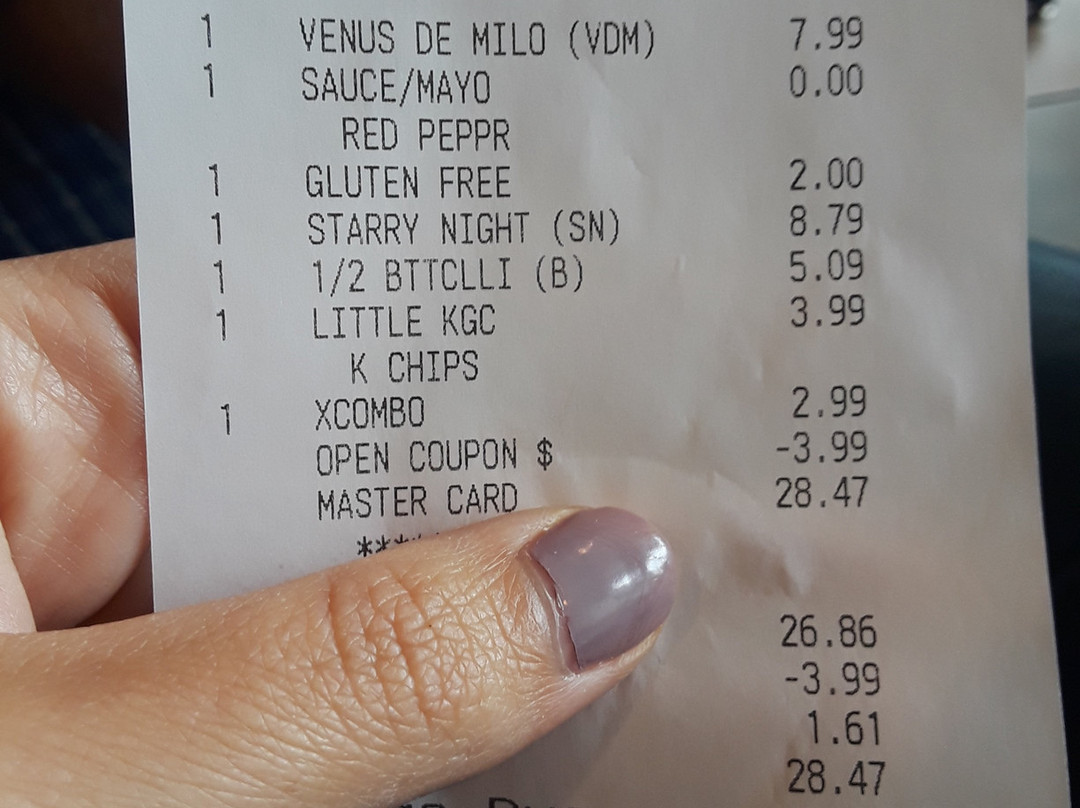 1 VENUS DE MILO (VDM) 7.99
1 SAUCE/MAYO 0.00
RED PEPPR
1 GLUTEN FREE 2.00
1 STARRY NIGHT (SN) 8.79
1 1/2 BTTCLLI (B) 5.09
1 LITTLE KGC 3.99
K CHIPS
1 XCOMBO 2.99
OPEN COUPON $ -3.99
MASTER CARD 28.47
****
26.86
-3.99
1.61
28.47